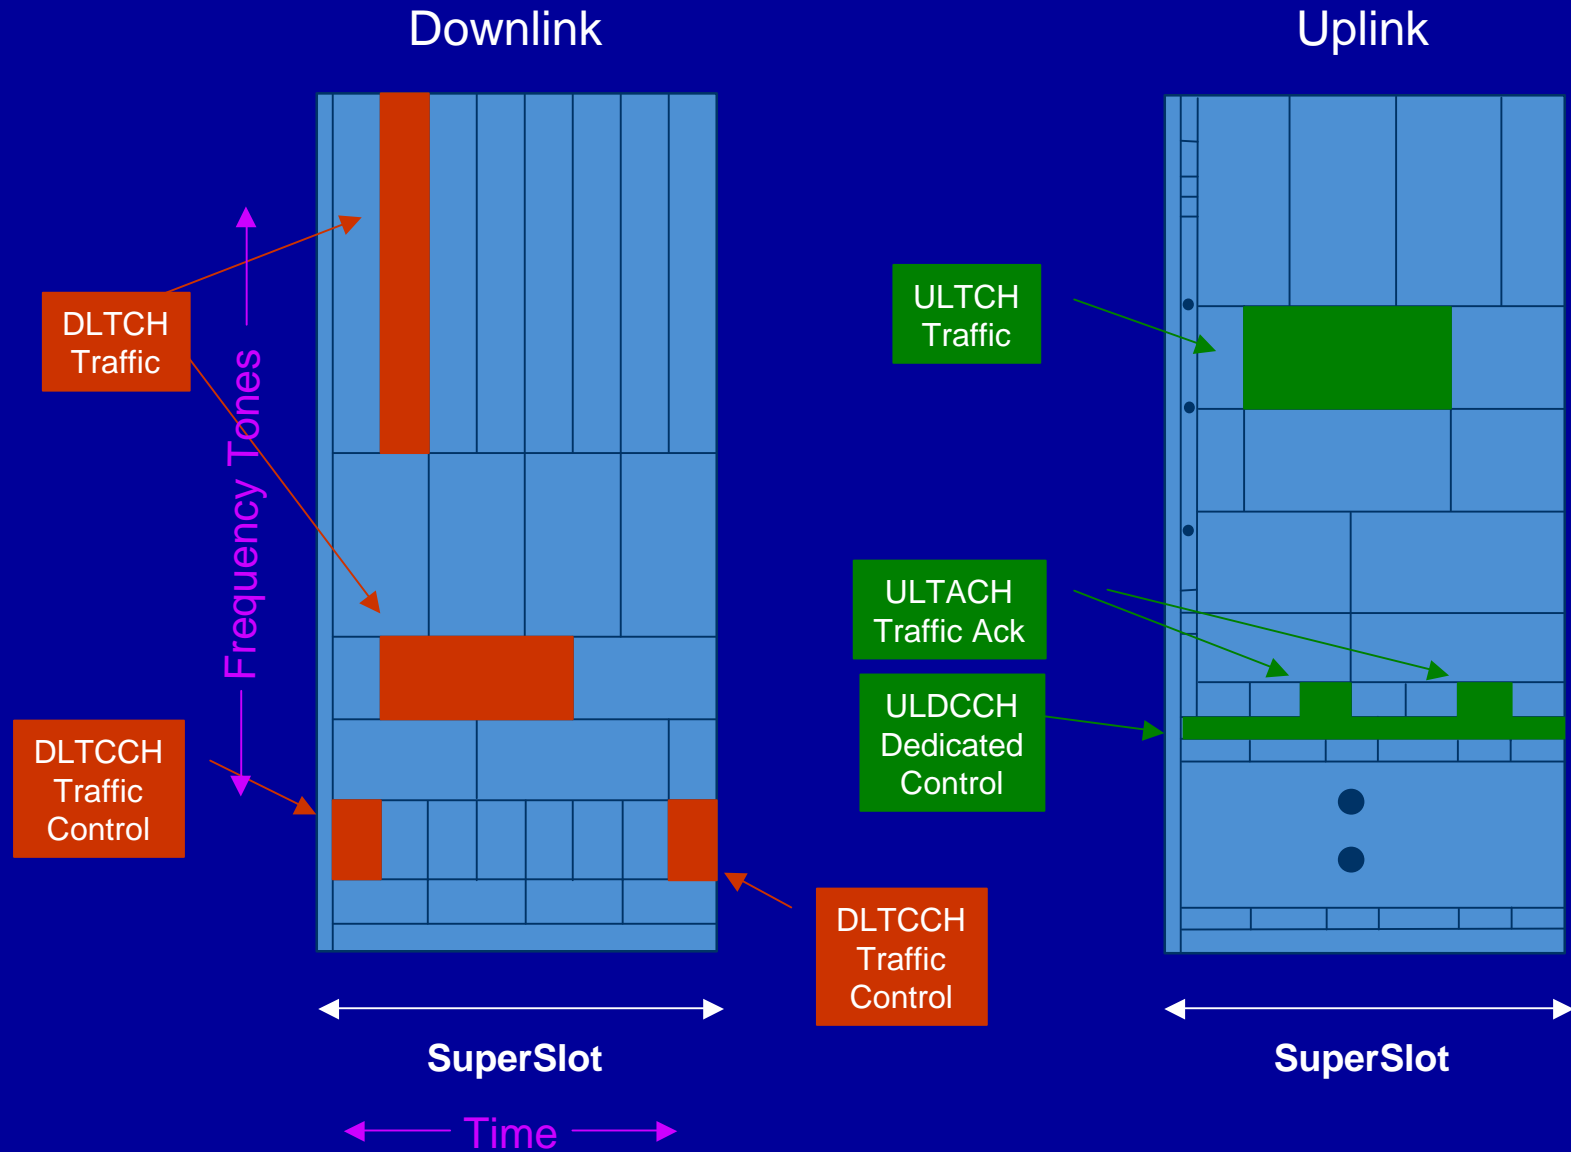 Downlink
Uplink
DLTCH
Traffic
Frequency Tones
DLTCCH
Traffic
Control
DLTCCH
Traffic
Control
SuperSlot
Time
ULTCH
Traffic
ULTACH
Traffic Ack
ULDCCH
Dedicated
Control
SuperSlot